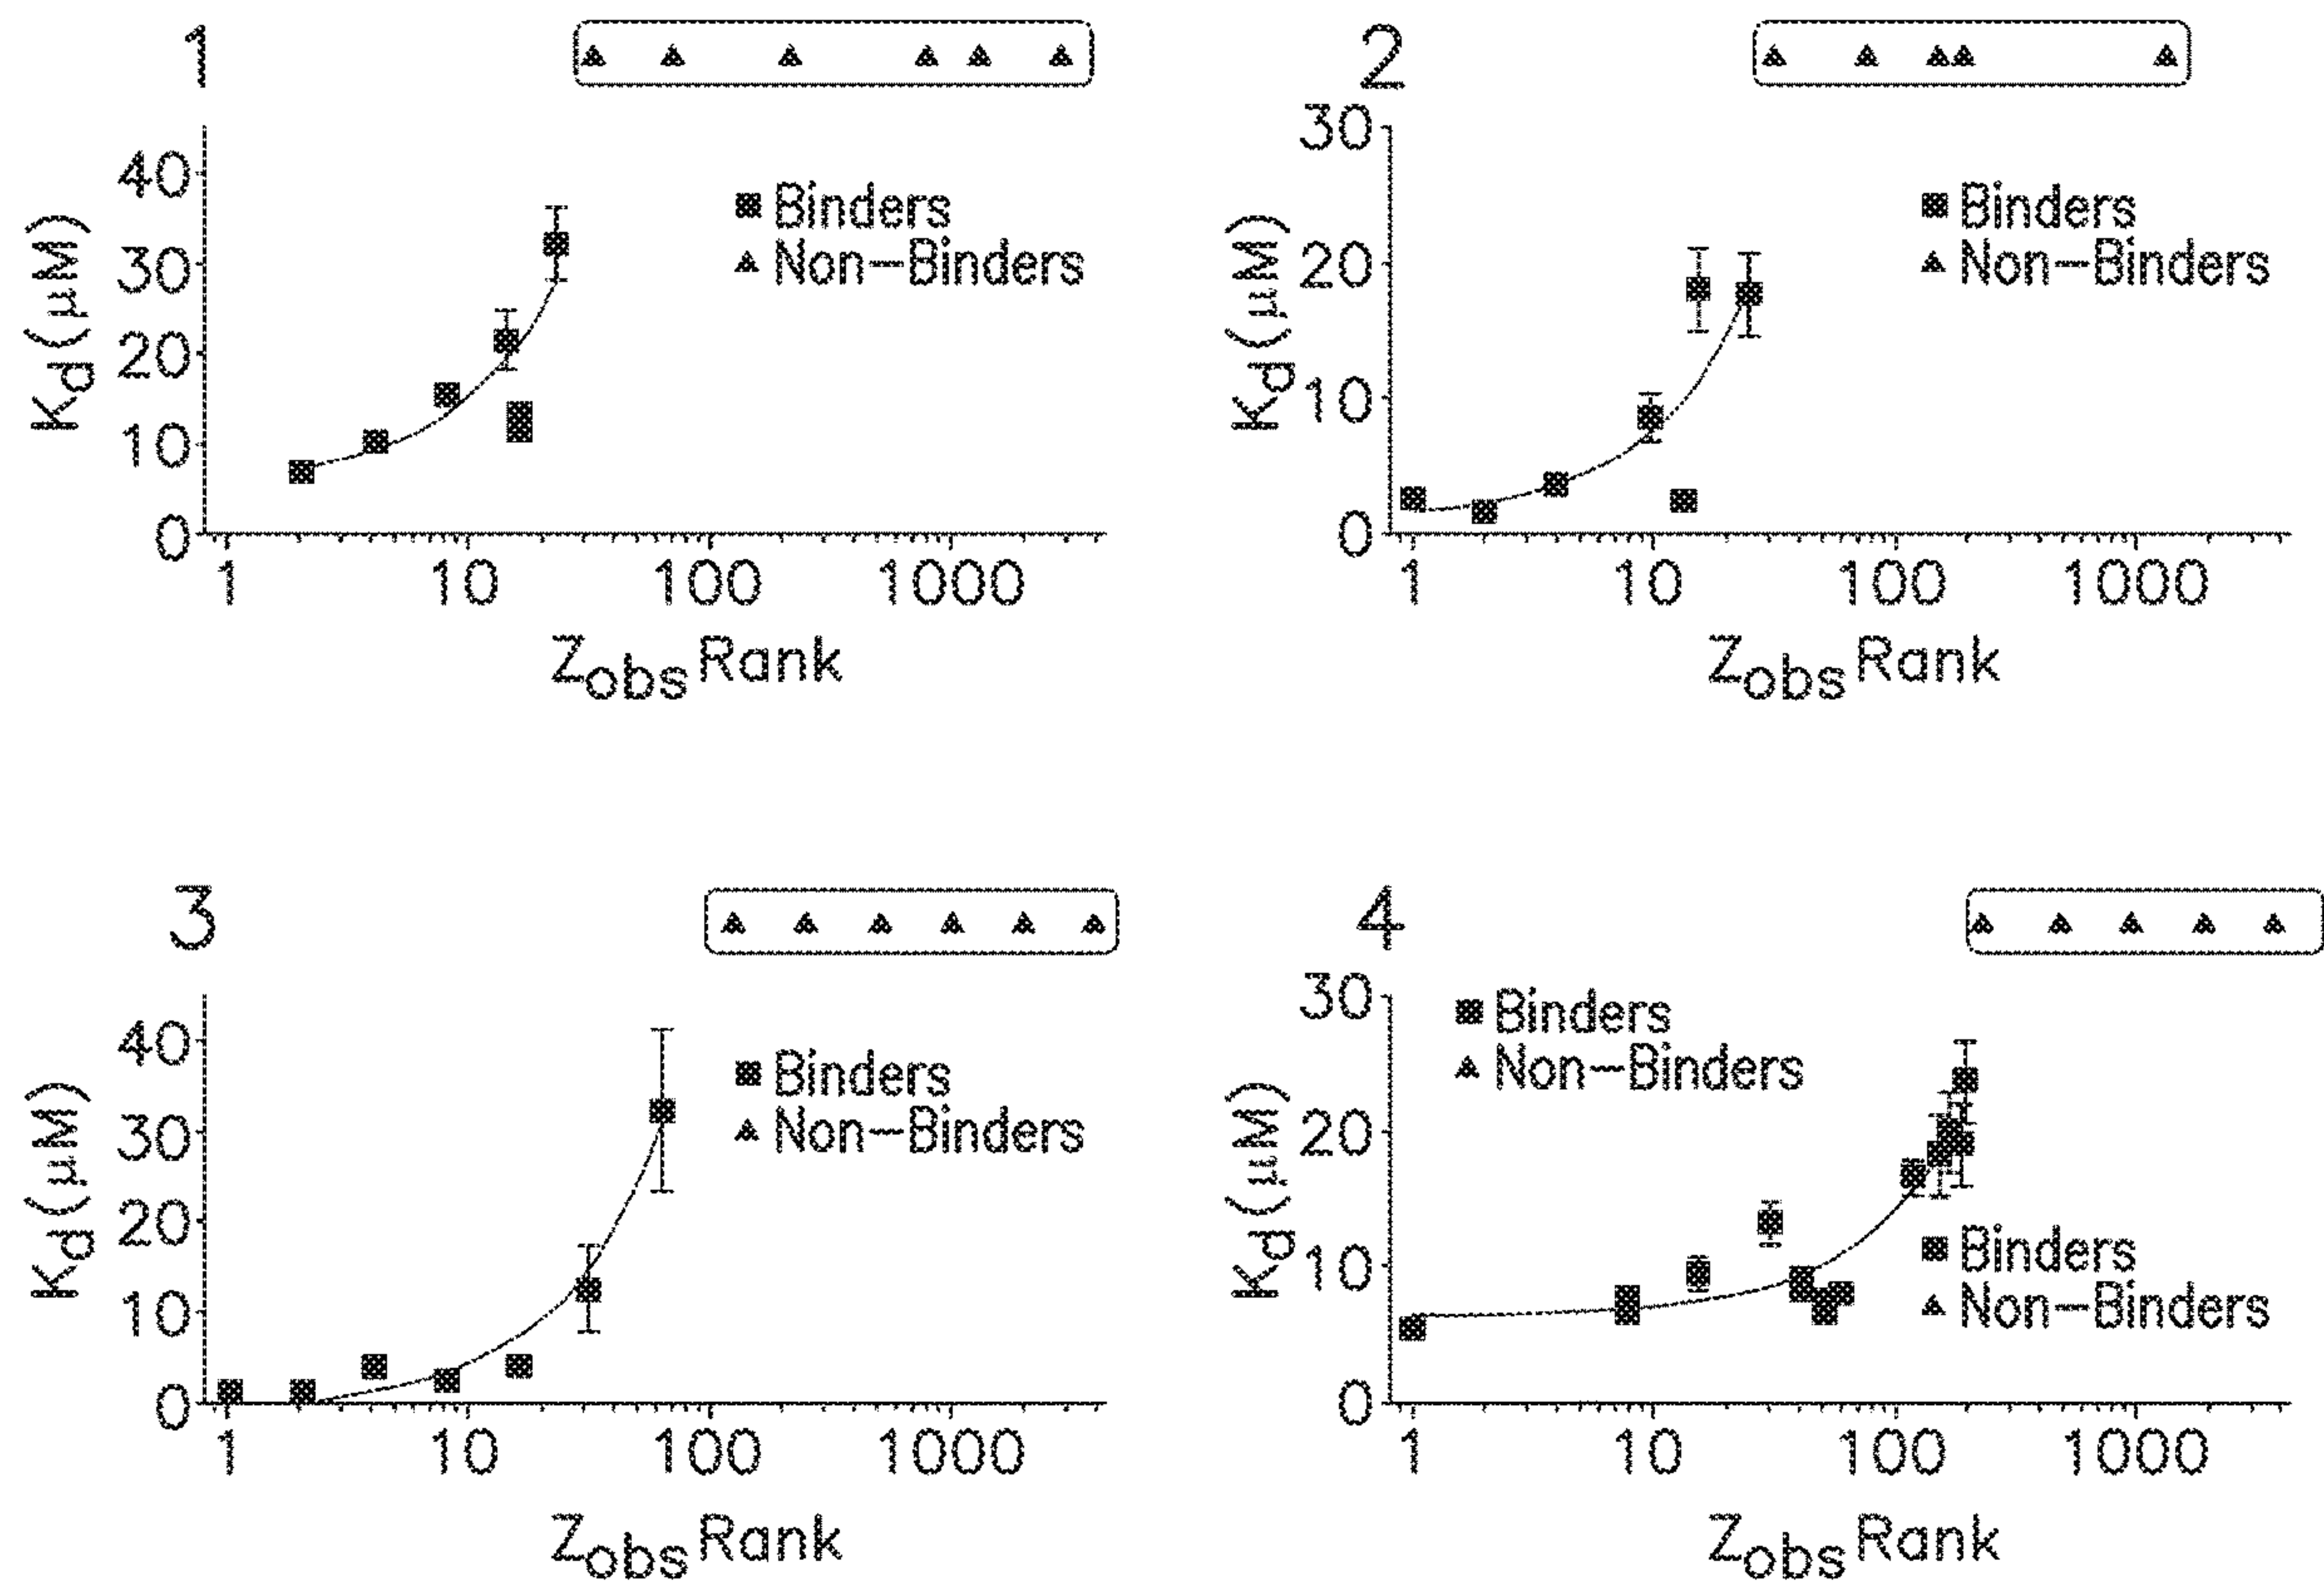 1
40
30
20
10
0
Kd(μM)
■ Binders
▲ Non-Binders
1 10 100 1000
Zobs Rank
2
30
20
10
0
Kd(μM)
■ Binders
▲ Non-Binders
1 10 100 1000
Zobs Rank
3
40
30
20
10
0
Kd(μM)
■ Binders
▲ Non-Binders
1 10 100 1000
Zobs Rank
4
30
20
10
0
Kd(μM)
■ Binders
▲ Non-Binders
■ Binders
▲ Non-Binders
1 10 100 1000
Zobs Rank